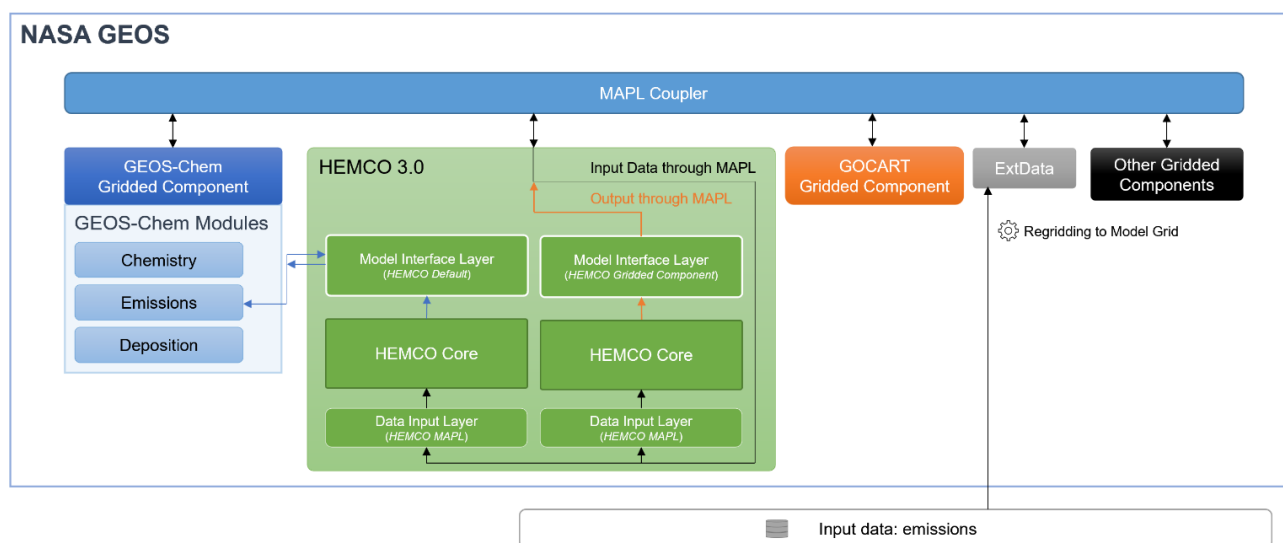 NASA GEOS
MAPL Coupler
GEOS-Chem
Gridded Component
GEOS-Chem Modules
Chemistry
Emissions
Deposition
HEMCO 3.0
Input Data through MAPL
Output through MAPL
Model Interface Layer
(HEMCO Default)
Model Interface Layer
(HEMCO Gridded Component)
HEMCO Core
HEMCO Core
Data Input Layer
(HEMCO MAPL)
Data Input Layer
(HEMCO MAPL)
GOCART
Gridded Component
ExtData
Other Gridded
Components
Regridding to Model Grid
Input data: emissions